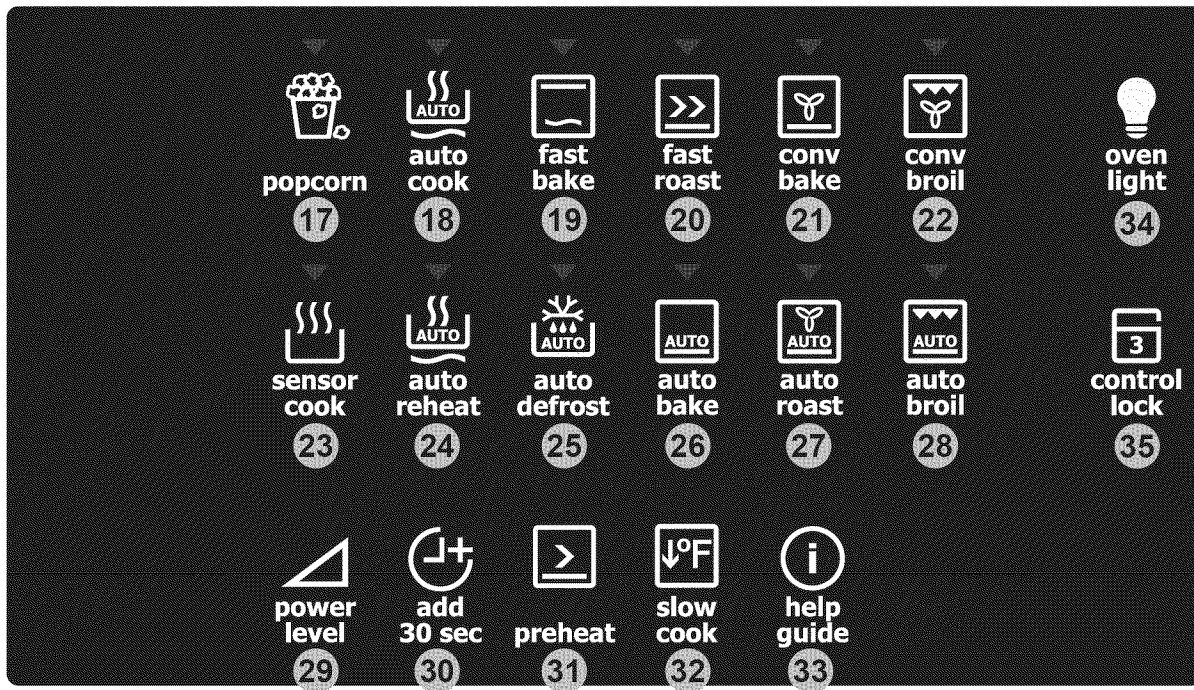 AUTO
popcorn
auto
cook
fast
bake
fast
roast
conv
bake
conv
broil
oven
light
17 18 19 20 21 22 34
AUTO
AUTO
AUTO
AUTO
AUTO
3
sensor
cook
auto
reheat
auto
defrost
auto
bake
auto
roast
auto
broil
control
lock
23 24 25 26 27 28 35
+
°F
i
power
level
add
30 sec
preheat
slow
cook
help
guide
29 30 31 32 33